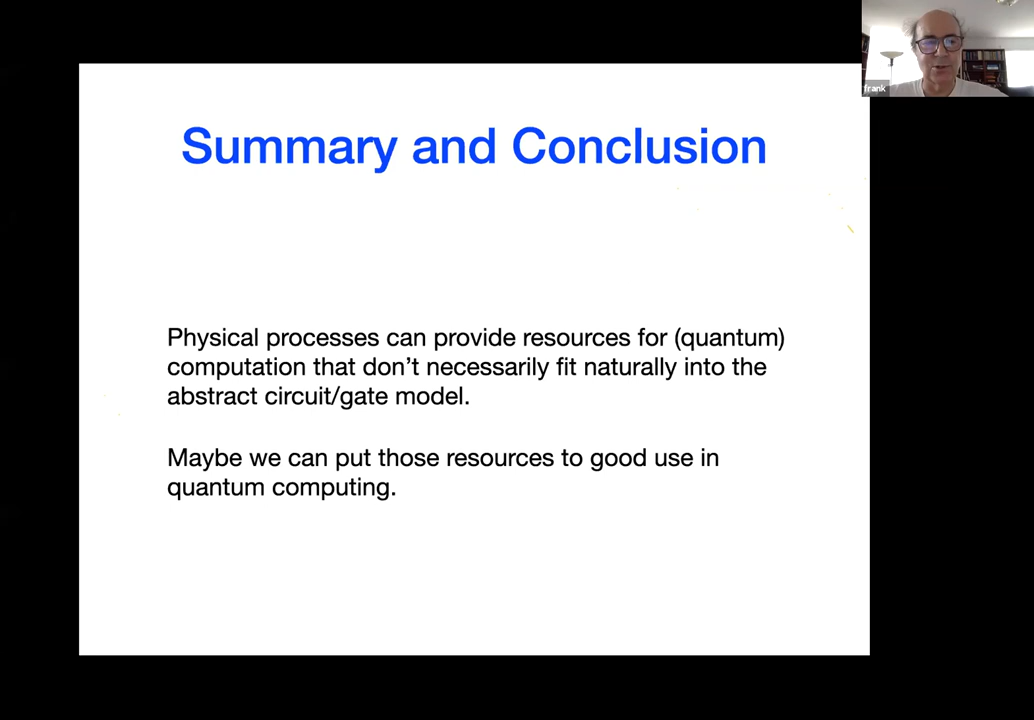 frank
Summary and Conclusion
Physical processes can provide resources for (quantum)
computation that don’t necessarily fit naturally into the
abstract circuit/gate model.
Maybe we can put those resources to good use in
quantum computing.